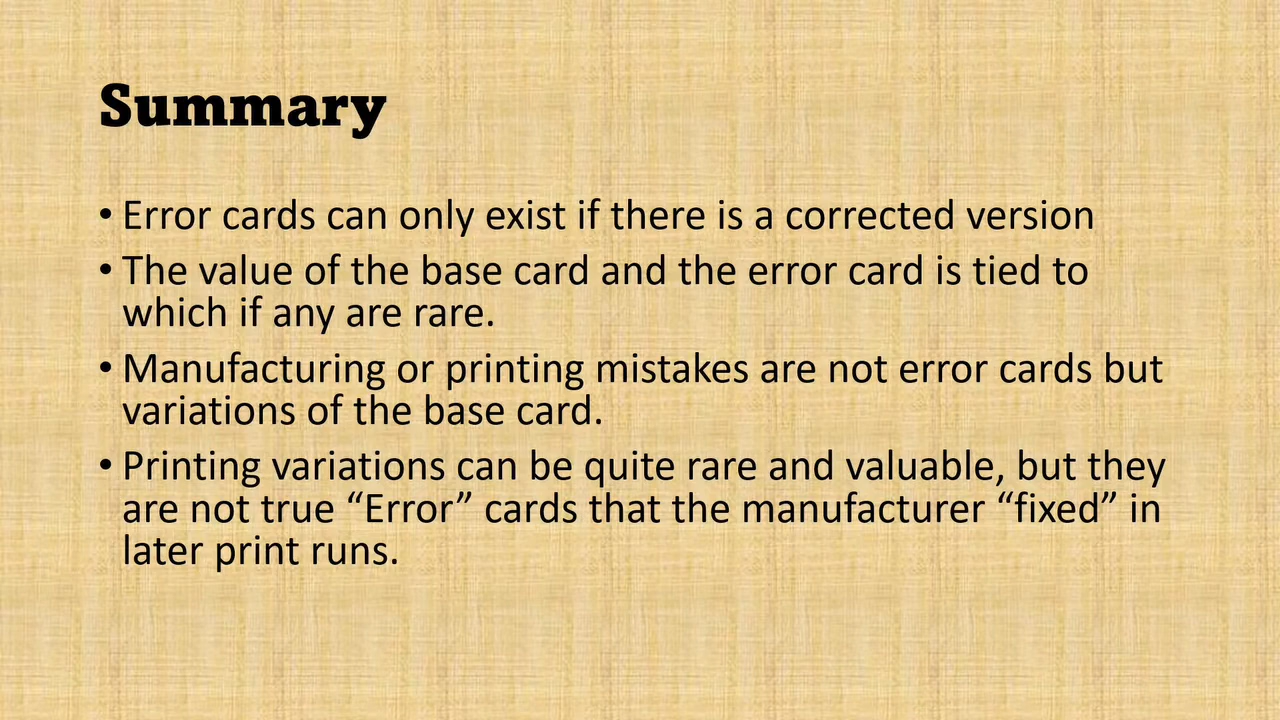 Summary
• Error cards can only exist if there is a corrected version
• The value of the base card and the error card is tied to
which if any are rare.
• Manufacturing or printing mistakes are not error cards but
variations of the base card.
• Printing variations can be quite rare and valuable, but they
are not true “Error” cards that the manufacturer “fixed” in
later print runs.